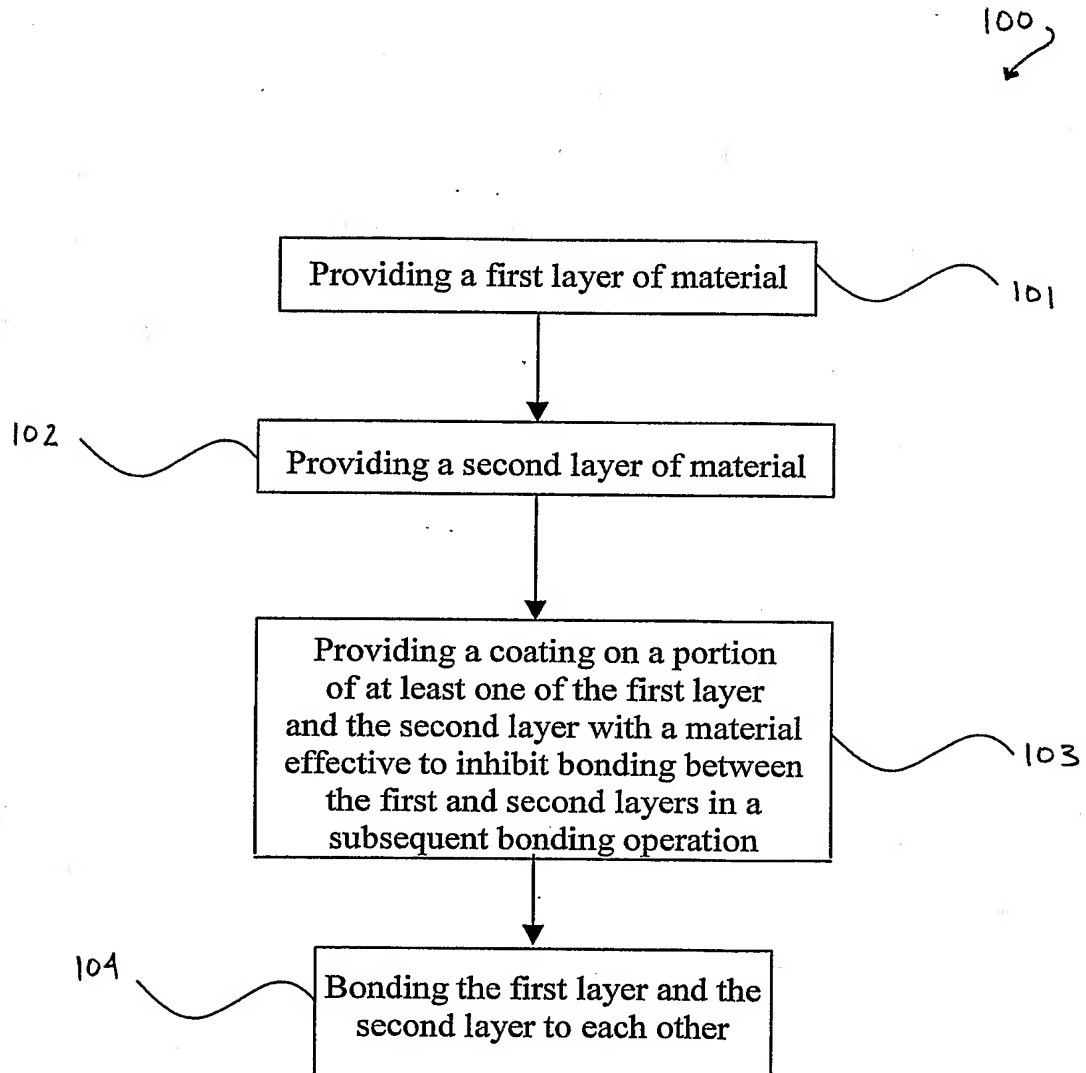 100
Providing a first layer of material
101
102
Providing a second layer of material
Providing a coating on a portion
of at least one of the first layer
and the second layer with a material
effective to inhibit bonding between
the first and second layers in a
subsequent bonding operation
103
104
Bonding the first layer and the
second layer to each other